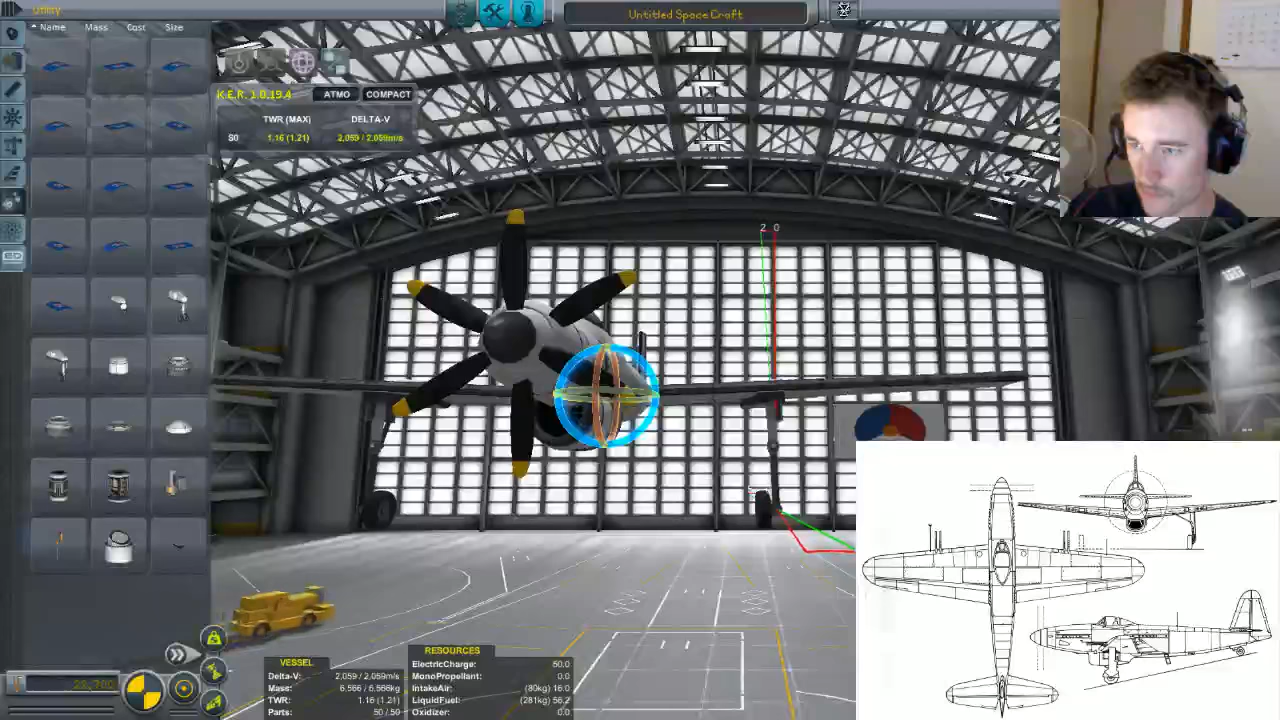 Utility
Untitled Space Craft
Name Mass Cost Size
K.E.R. 1.0.19.4 ATMO COMPACT
TWR (MAX) DELTA-V
S0 1.16 (1.21) 2,059 / 2,059m/s
2 0
VESSEL
Delta-V: 2,059 / 2,059m/s
Mass: 6,566 / 6,566kg
TWR: 1.16 (1.21)
Parts: 50 / 50
RESOURCES
ElectricCharge: 50.0
MonoPropellant: 0.0
IntakeAir: (80kg) 16.0
LiquidFuel: (281kg) 56.2
Oxidizer: 0.0